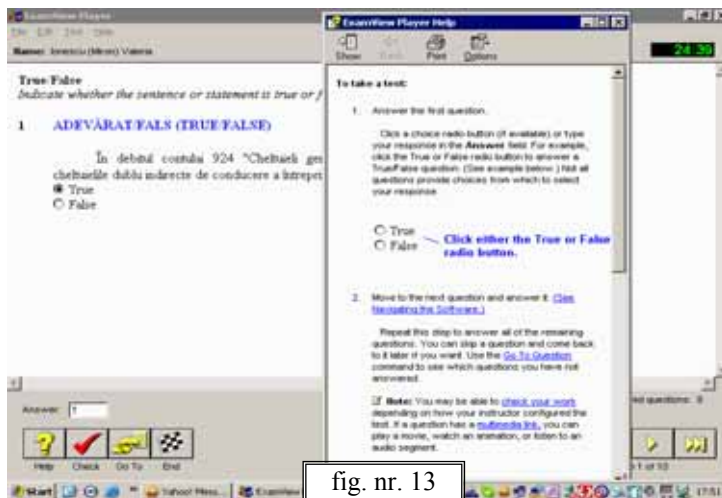 ExamView Player
File Edit Test Help
Name: Ionescu (Miron) Valeria
24:39
True/False
Indicate whether the sentence or statement is true or f
1 ADEVĂRAT/FALS (TRUE/FALSE)
În debitul contului 924 "Cheltuieli ge
cheltuielile dublu indirecte de conducere a întrepri
True
False
Answer: 1
Help Check Go To End
ed questions: 0
1 of 10
Start
Yahoo! Mess...
ExamView
17:51
ExamView Player Help
Show Back Print Options
To take a test:
1. Answer the first question.
Click a choice radio button (if available) or type
your response in the Answer field. For example,
click the True or False radio button to answer a
True/False question. (See example below.) Not all
questions provide choices from which to select
your response.
True
False
Click either the True or False
radio button.
2. Move to the next question and answer it. (See
Navigating the Software.)
Repeat this step to answer all of the remaining
questions. You can skip a question and come back
to it later if you want. Use the Go To Question
command to see which questions you have not
answered.
Note: You may be able to check your work
depending on how your instructor configured the
test. If a question has a multimedia link, you can
play a movie, watch an animation, or listen to an
audio segment.
fig. nr. 13